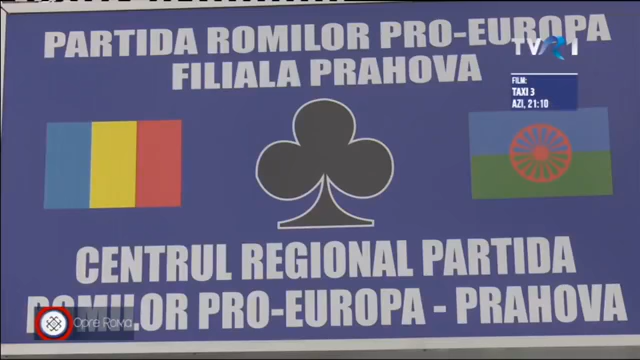 PARTIDA ROMILOR PRO-EUROPA
FILIALA PRAHOVA
TVR1
FILM:
TAXI 3
AZI, 21:10
CENTRUL REGIONAL PARTIDA
ROMILOR PRO-EUROPA - PRAHOVA
Opre Roma